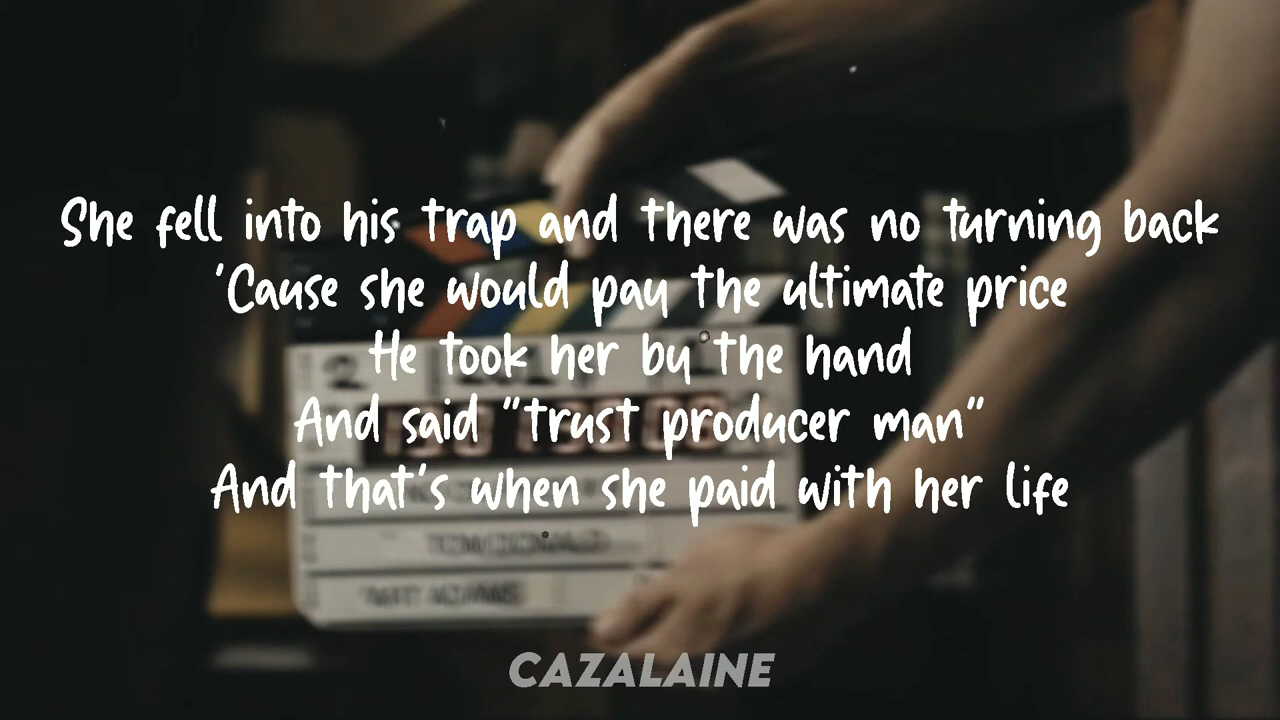 She fell into his trap and there was no turning back
'Cause she would pay the ultimate price
He took her by the hand
And said "trust producer man"
And that's when she paid with her life
CAZALAINE